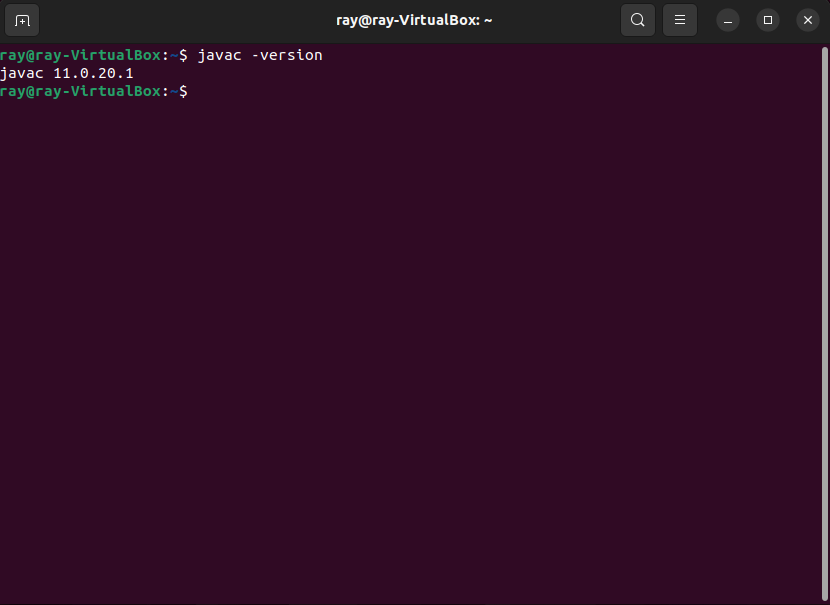 ray@ray-VirtualBox: ~
ray@ray-VirtualBox:~$ javac -version
javac 11.0.20.1
ray@ray-VirtualBox:~$